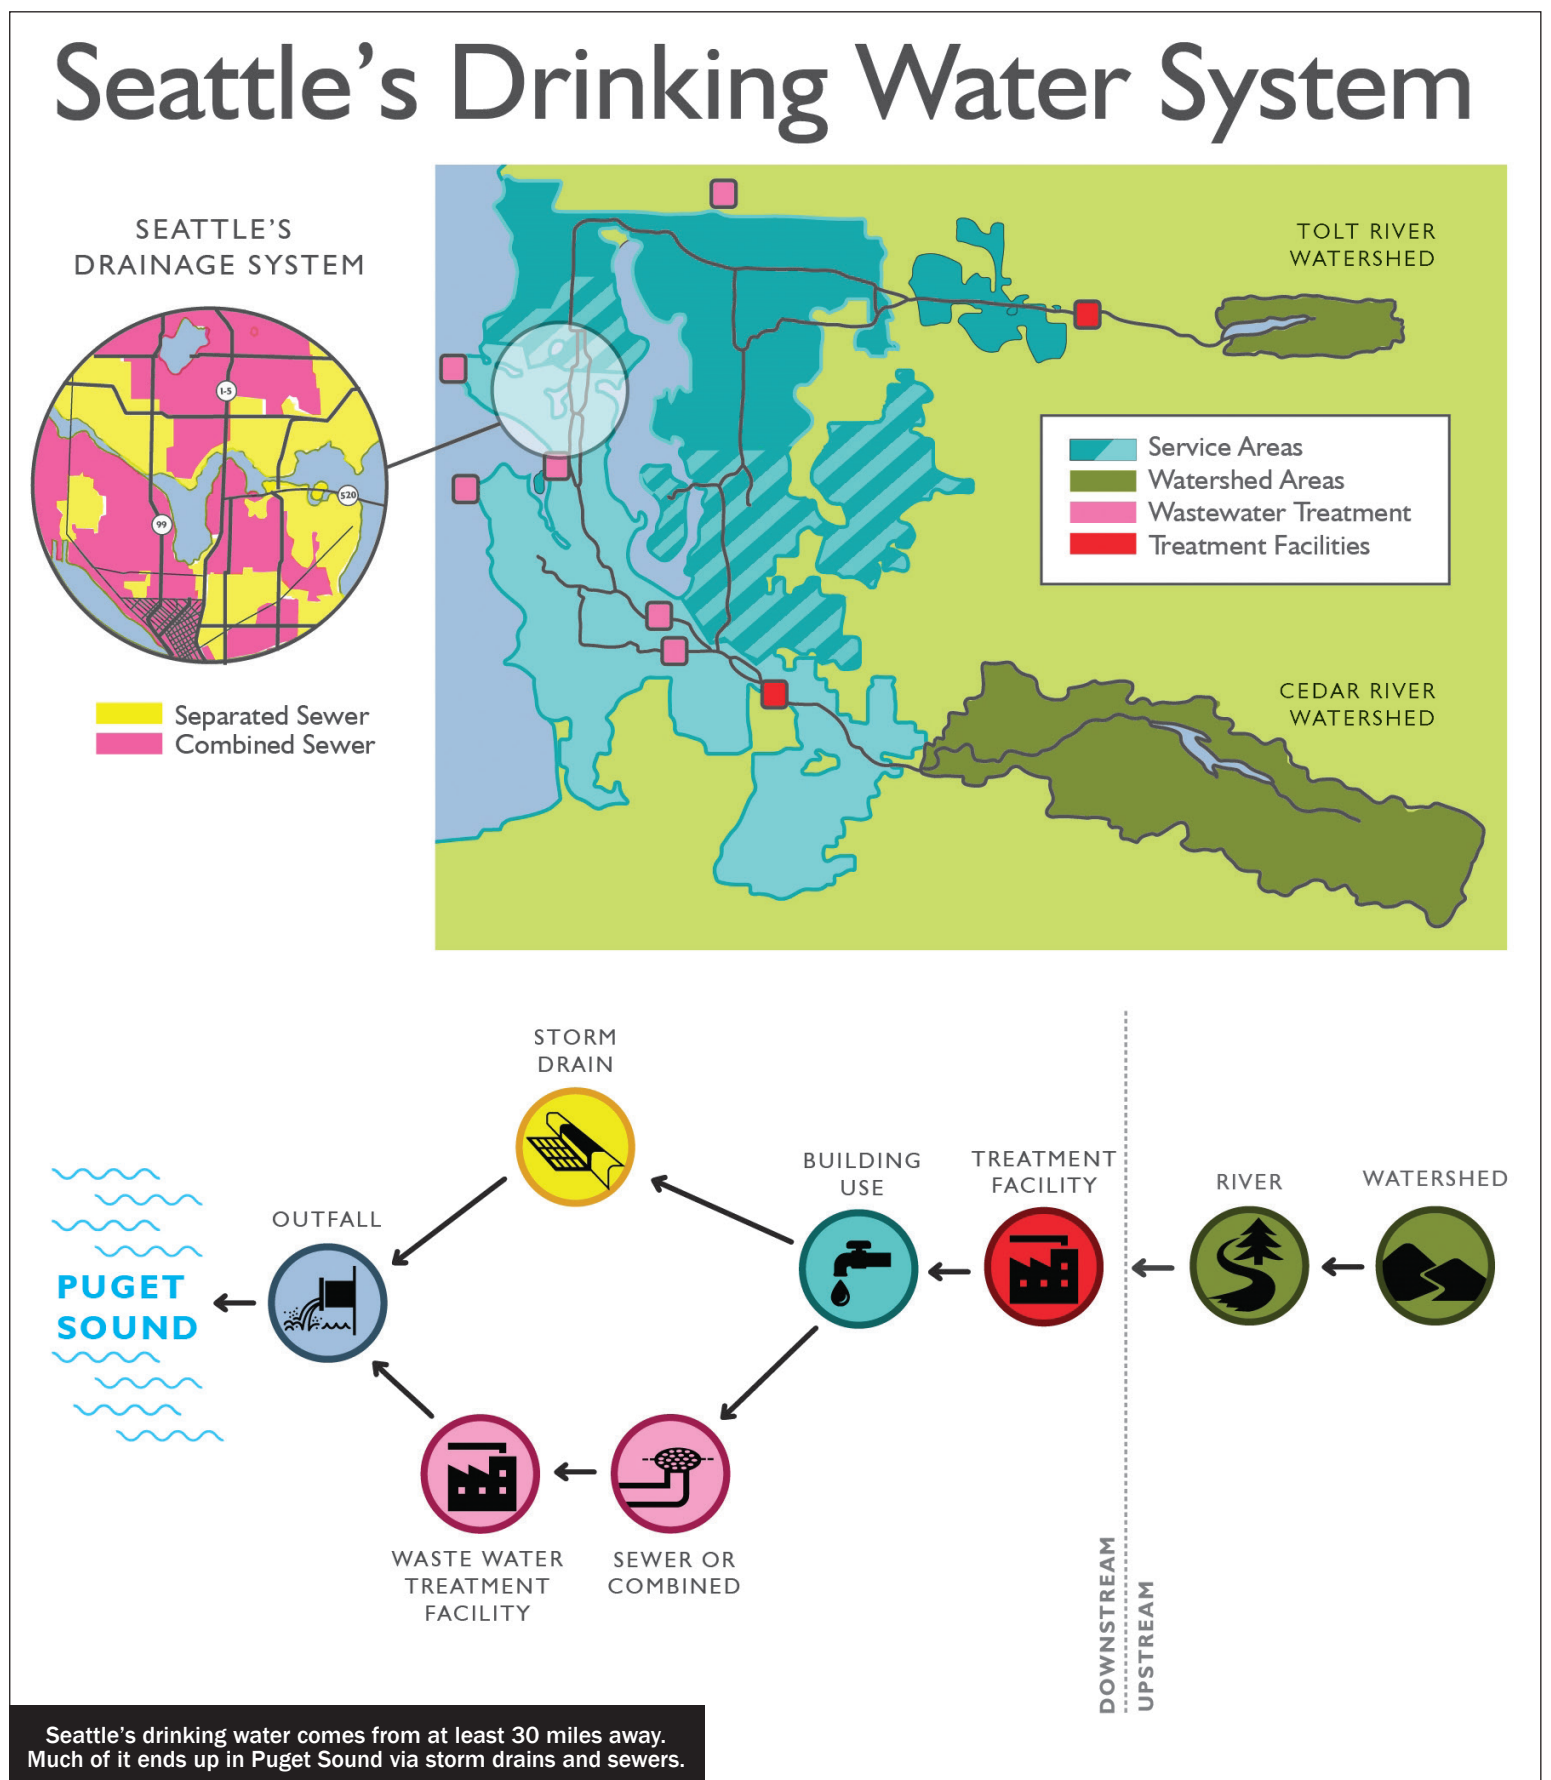 Seattle's Drinking Water System
SEATTLE'S
DRAINAGE SYSTEM
I-5
520
99
Separated Sewer
Combined Sewer
TOLT RIVER
WATERSHED
Service Areas
Watershed Areas
Wastewater Treatment
Treatment Facilities
CEDAR RIVER
WATERSHED
STORM
DRAIN
BUILDING
USE
TREATMENT
FACILITY
RIVER
WATERSHED
OUTFALL
PUGET
SOUND
WASTE WATER
TREATMENT
FACILITY
SEWER OR
COMBINED
DOWNSTREAM
UPSTREAM
Seattle's drinking water comes from at least 30 miles away.
Much of it ends up in Puget Sound via storm drains and sewers.